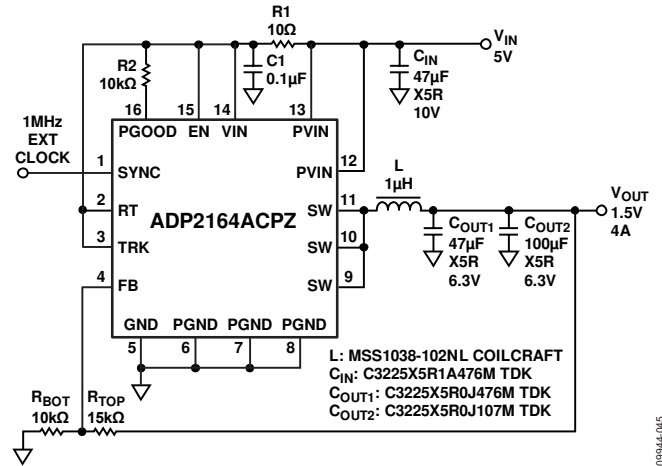 R1
10Ω
VIN
5V
R2
10kΩ
C1
0.1µF
CIN
47µF
X5R
10V
16 15 14 13
PGOOD EN VIN PVIN
1MHz
EXT
CLOCK
1 SYNC
PVIN 12
L
1µH
2 RT
SW 11
VOUT
1.5V
4A
ADP2164ACPZ
3 TRK
SW 10
COUT1
47µF
X5R
6.3V
COUT2
100µF
X5R
6.3V
4 FB
SW 9
GND PGND PGND PGND
5 6 7 8
L: MSS1038-102NL COILCRAFT
CIN: C3225X5R1A476M TDK
COUT1: C3225X5R0J476M TDK
COUT2: C3225X5R0J107M TDK
RBOT
10kΩ
RTOP
15kΩ
09944-045